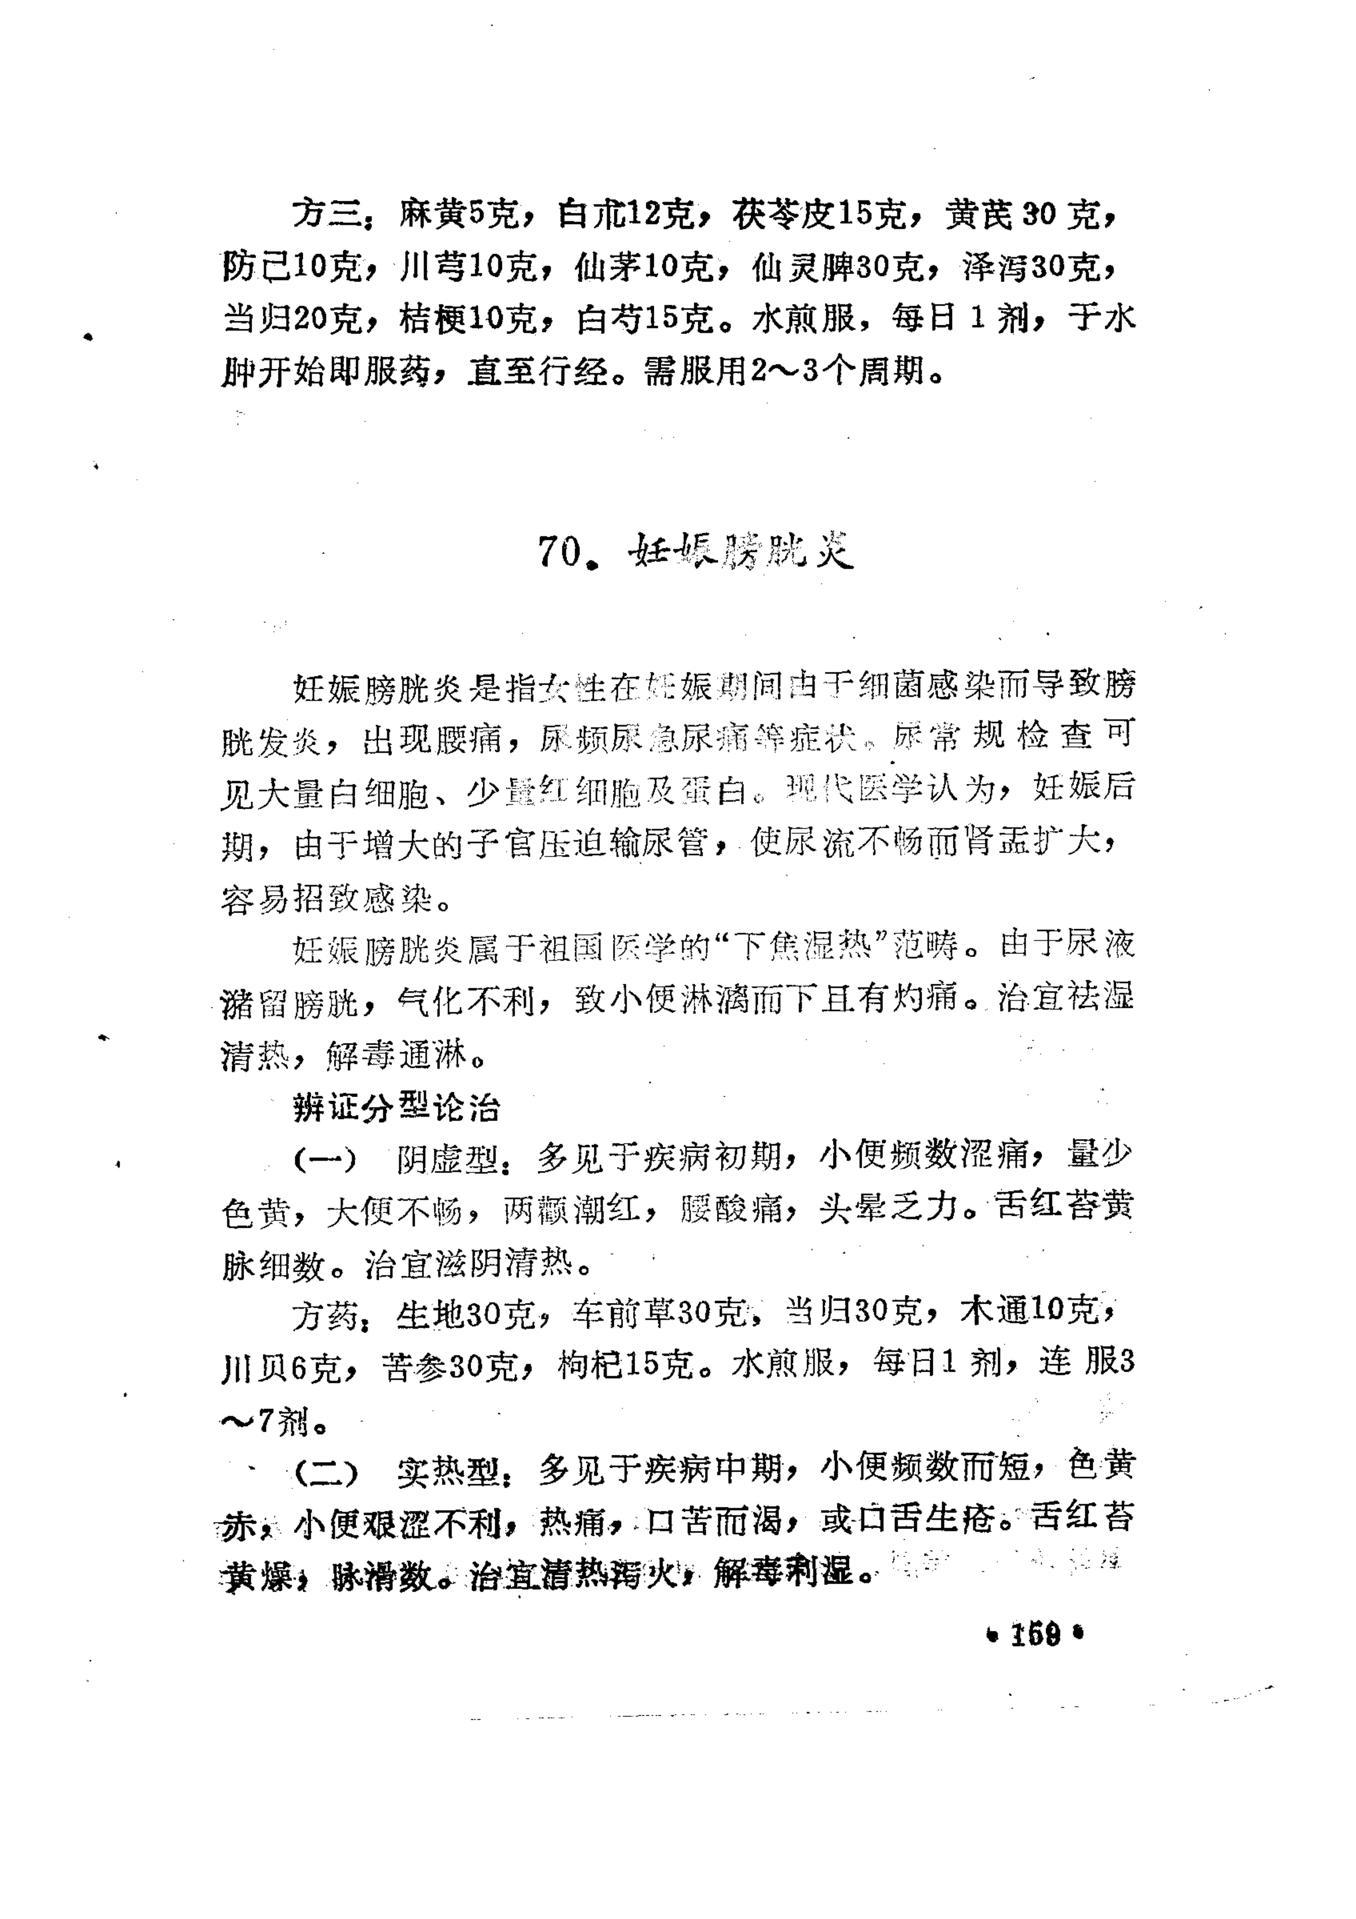 方三：麻黄5克，白朮12克，茯苓皮15克，黄芪30克，
防己10克，川芎10克，仙茅10克，仙灵脾30克，泽泻30克，
当归20克，桔梗10克，白芍15克。水煎服，每日1剂，于水
肿开始即服药，直至行经。需服用2～3个周期。
70．妊娠膀胱炎
妊娠膀胱炎是指女性在妊娠期间由于细菌感染而导致膀
胱发炎，出现腰痛，尿频尿急尿痛等症状。尿常规检查可
见大量白细胞、少量红细胞及蛋白。现代医学认为，妊娠后
期，由于增大的子官压迫输尿管，使尿流不畅而肾盂扩大，
容易招致感染。
妊娠膀胱炎属于祖国医学的“下焦湿热”范畴。由于尿液
潴留膀胱，气化不利，致小便淋漓而下且有灼痛。治宜祛湿
清热，解毒通淋。
辨证分型论治
（一） 阴虚型：多见于疾病初期，小便频数涩痛，量少
色黄，大便不畅，两颧潮红，腰酸痛，头晕乏力。舌红苔黄
脉细数。治宜滋阴清热。
方药：生地30克，车前草30克，当归30克，木通10克，
川贝6克，苦参30克，枸杞15克。水煎服，每日1剂，连服3
～7剂。
（二） 实热型：多见于疾病中期，小便频数而短，色黄
赤，小便艰涩不利，热痛，口苦而渴，或口舌生疮。舌红苔
黄燥，脉滑数。治宜清热泻火，解毒利湿。
•159•